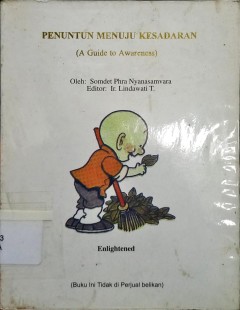 PENUNTUN MENUJU KESADARAN
(A Guide to Awareness)
Oleh: Somdet Phra Nyanasamvara
Editor: Ir. Lindawati T.
Enlightened
(Buku Ini Tidak di Perjual belikan)